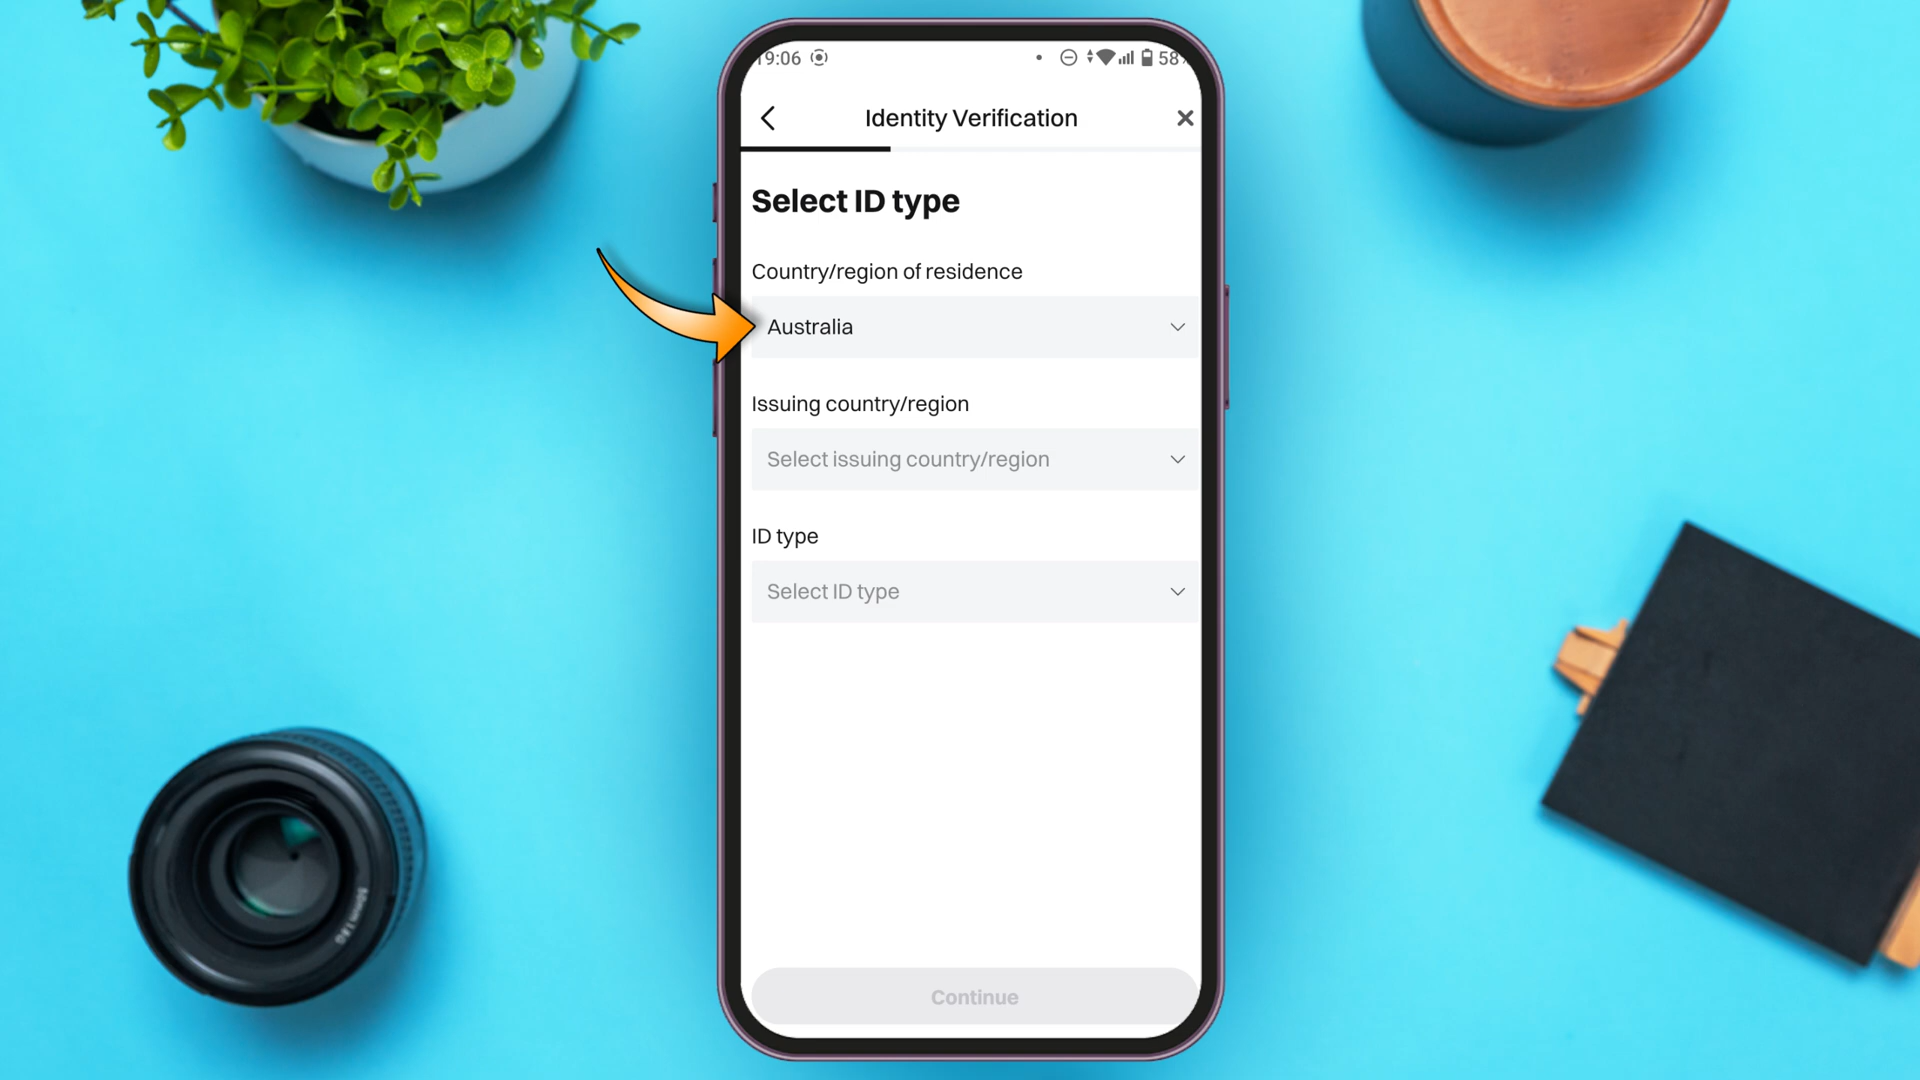 19:06
58%
Identity Verification
Select ID type
Country/region of residence
Australia
Issuing country/region
Select issuing country/region
ID type
Select ID type
Continue